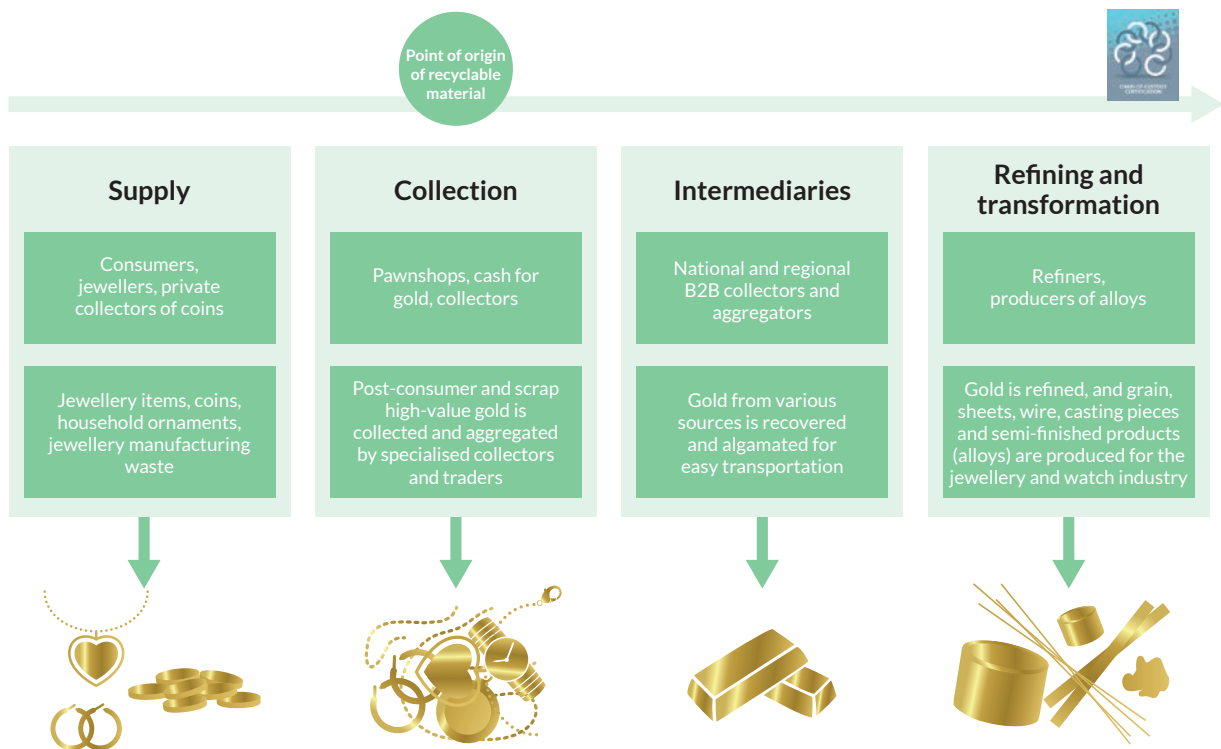 Point of origin
of recyclable
material
CHAIN-OF-CUSTODY
CERTIFICATION
Supply
Consumers,
jewellers, private
collectors of coins
Jewellery items, coins,
household ornaments,
jewellery manufacturing
waste
Collection
Pawnshops, cash for
gold, collectors
Post-consumer and scrap
high-value gold is
collected and aggregated
by specialised collectors
and traders
Intermediaries
National and regional
B2B collectors and
aggregators
Gold from various
sources is recovered
and algamated for
easy transportation
Refining and
transformation
Refiners,
producers of alloys
Gold is refined, and grain,
sheets, wire, casting pieces
and semi-finished products
(alloys) are produced for the
jewellery and watch industry